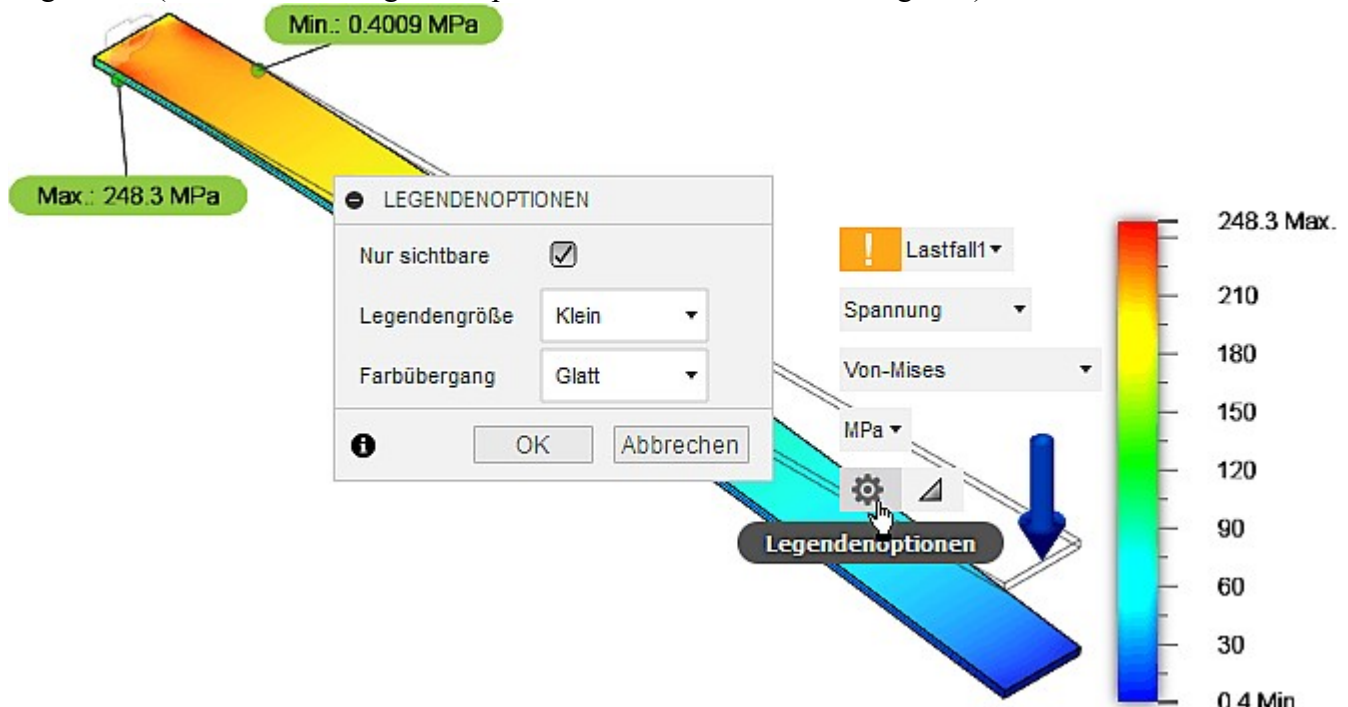 Min.: 0.4009 MPa
Max.: 248.3 MPa
LEGENDENOPTIONEN
Nur sichtbare
Legendengröße Klein
Farbübergang Glatt
OK Abbrechen
Lastfall1
Spannung
Von-Mises
MPa
Legendenoptionen
248.3 Max.
210
180
150
120
90
60
30
0.4 Min